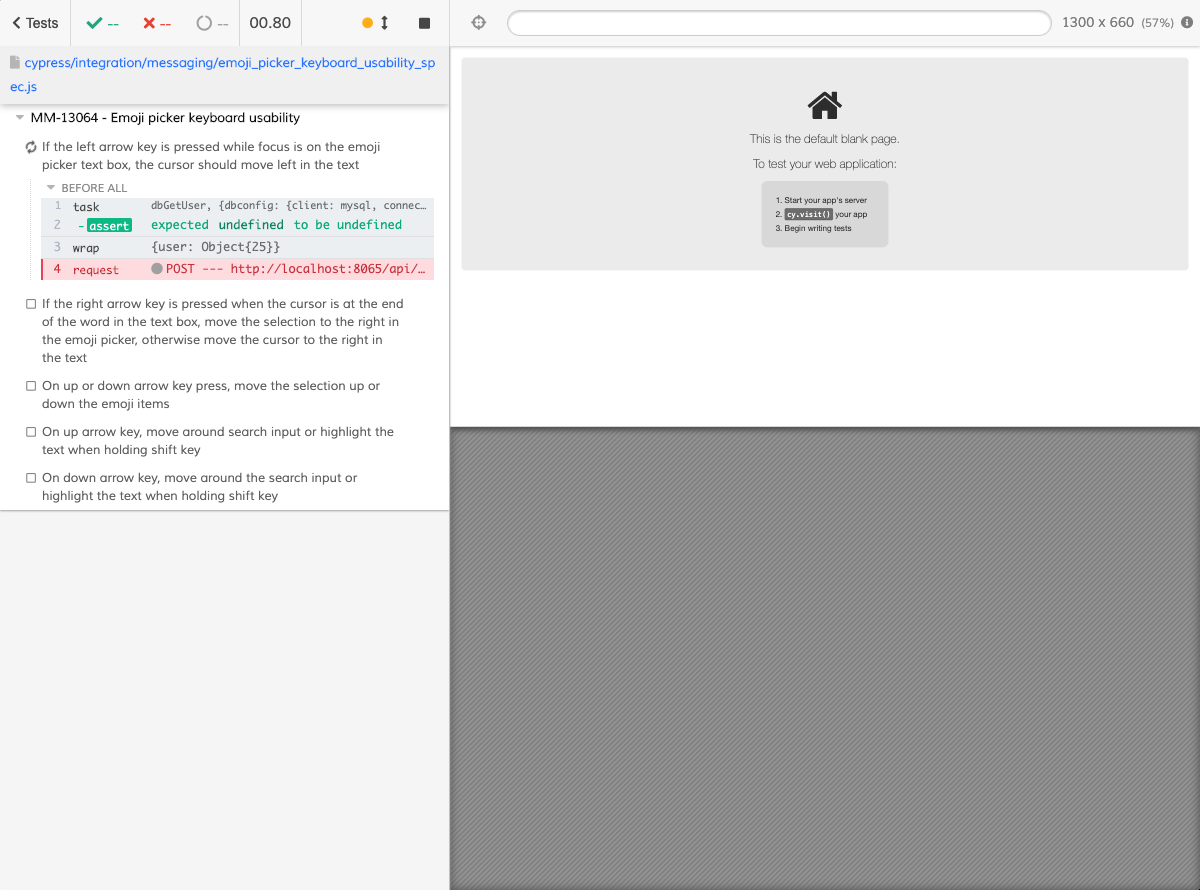 Tests
--
--
--
00.80
1300 x 660 (57%)
cypress/integration/messaging/emoji_picker_keyboard_usability_sp
ec.js
MM-13064 - Emoji picker keyboard usability
If the left arrow key is pressed while focus is on the emoji
picker text box, the cursor should move left in the text
BEFORE ALL
1 task dbGetUser, {dbconfig: {client: mysql, connec…
2 -assert expected undefined to be undefined
3 wrap {user: Object{25}}
4 request POST --- http://localhost:8065/api/…
If the right arrow key is pressed when the cursor is at the end
of the word in the text box, move the selection to the right in
the emoji picker, otherwise move the cursor to the right in
the text
On up or down arrow key press, move the selection up or
down the emoji items
On up arrow key, move around search input or highlight the
text when holding shift key
On down arrow key, move around the search input or
highlight the text when holding shift key
This is the default blank page.
To test your web application:
1. Start your app's server
2. cy.visit() your app
3. Begin writing tests